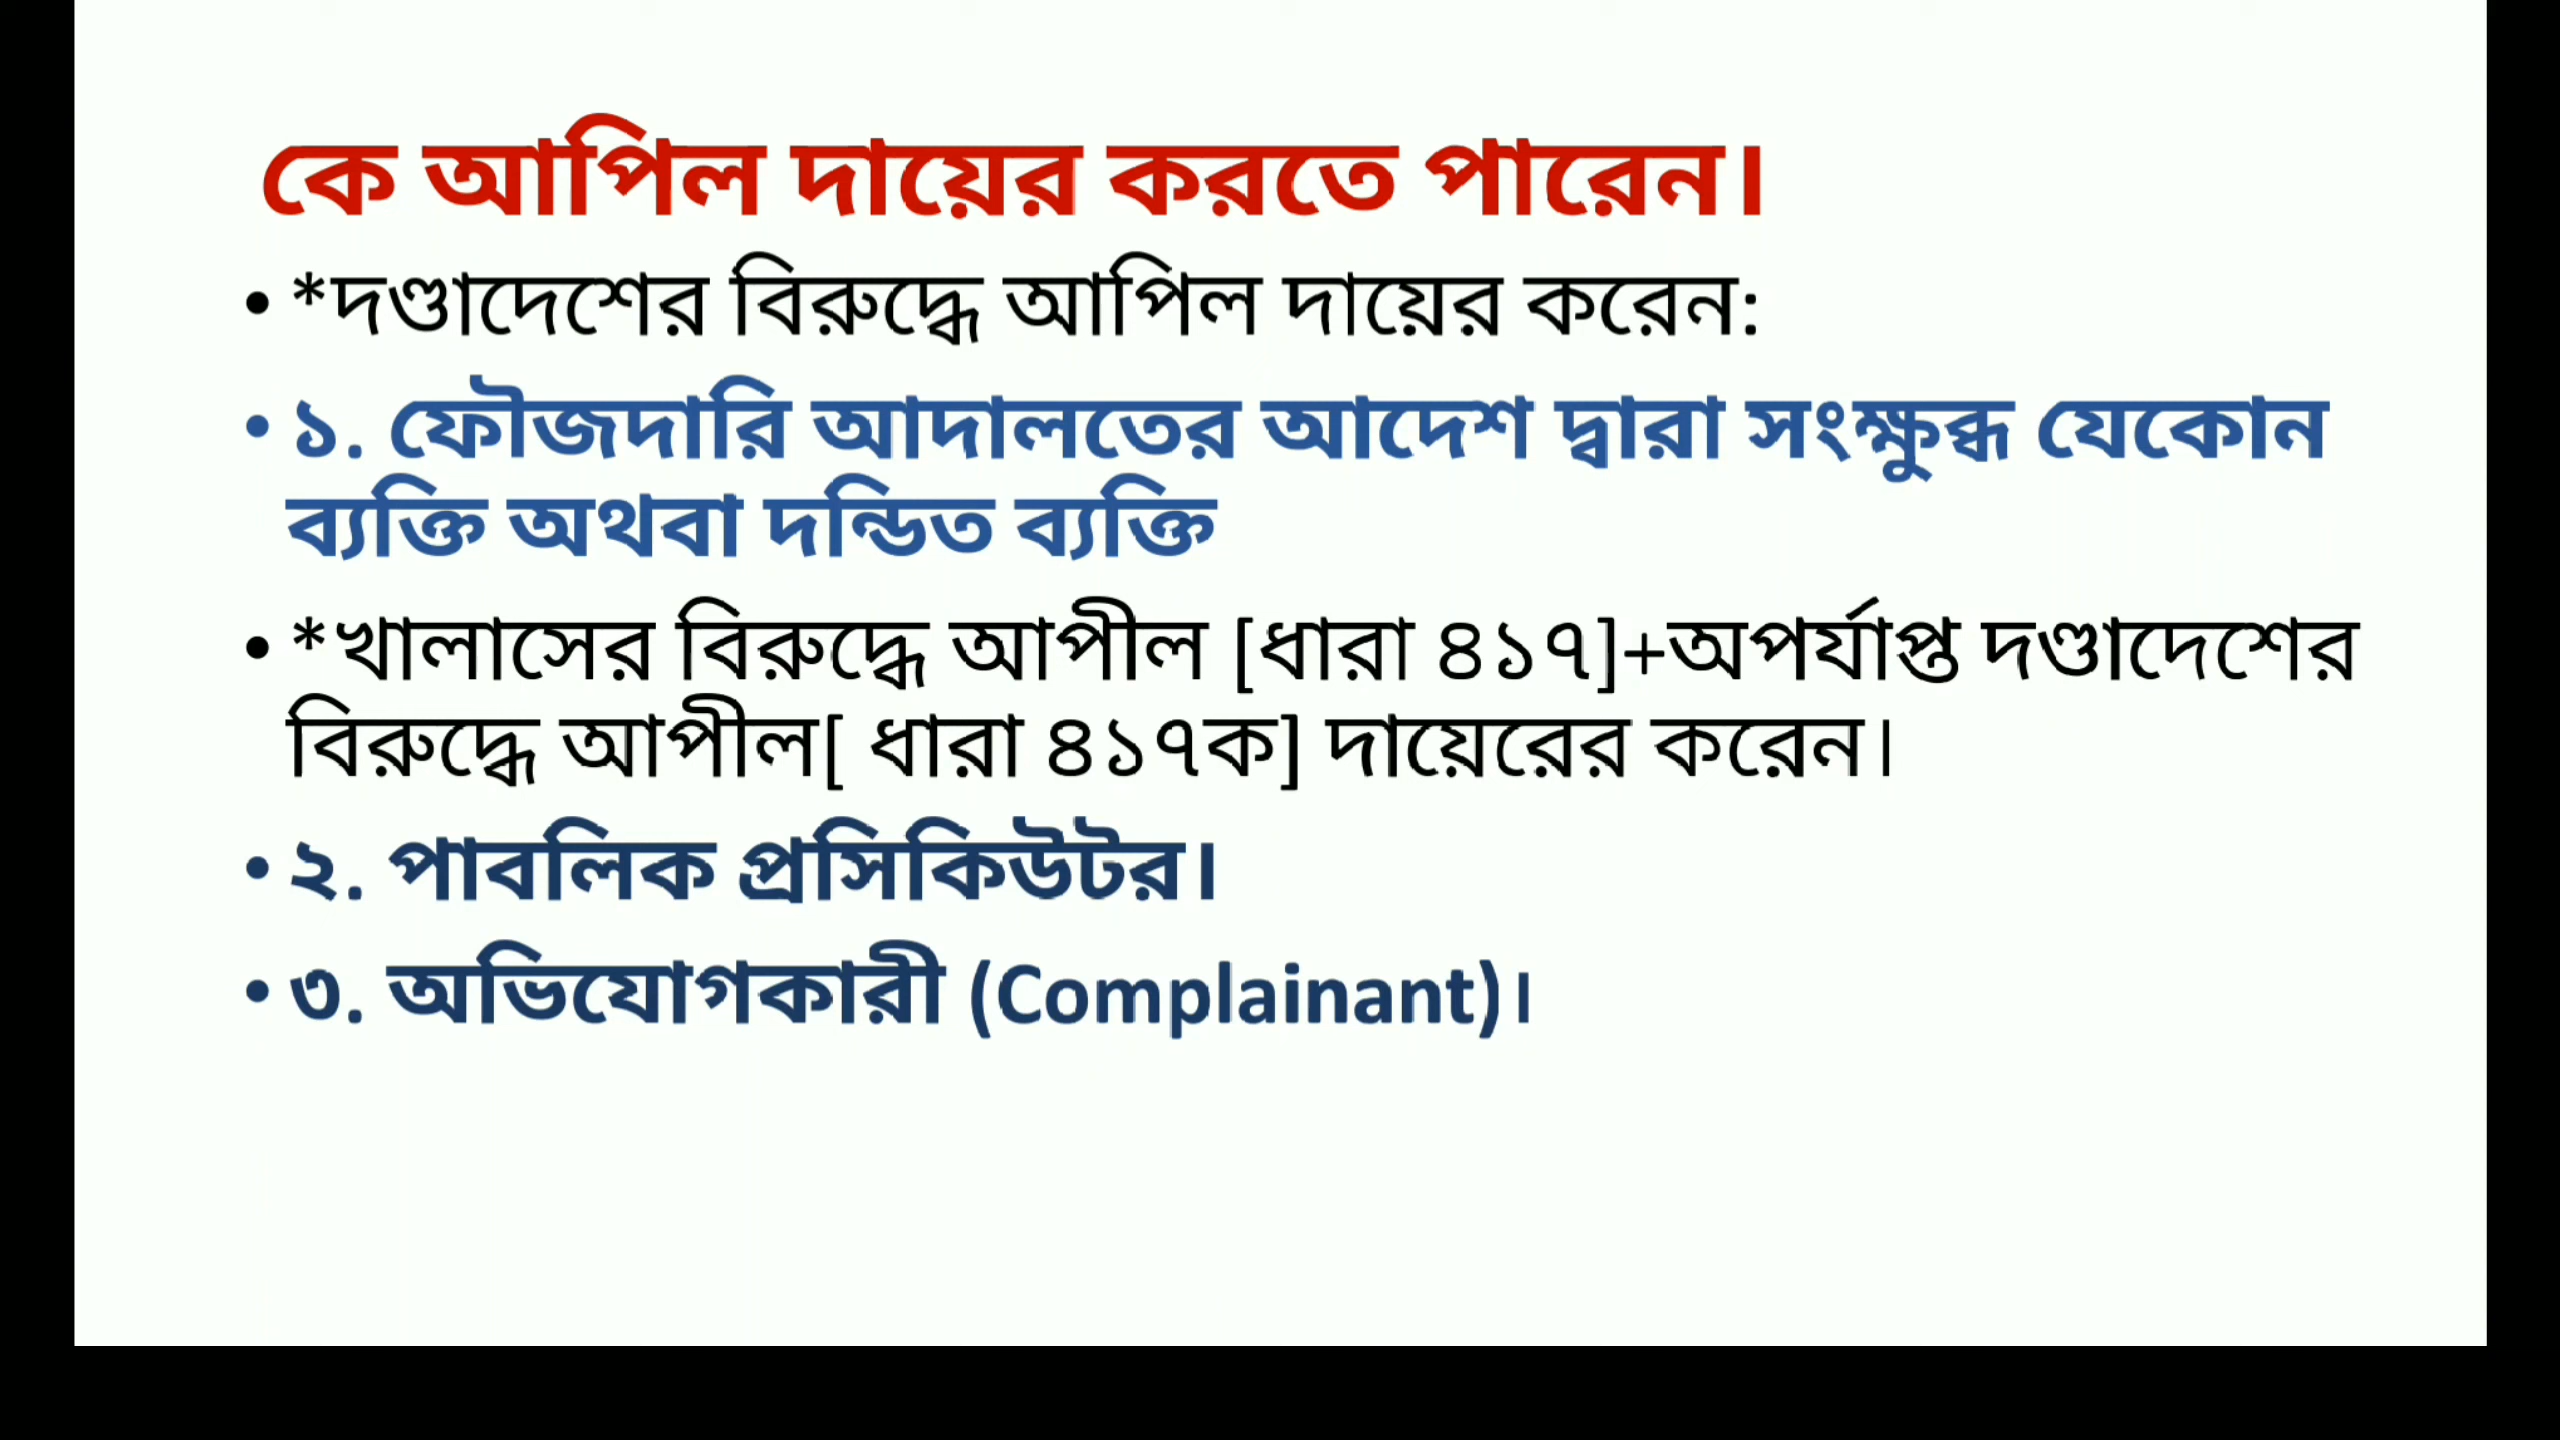 কে আপিল দায়ের করতে পারেন।
• *দণ্ডাদেশের বিরুদ্ধে আপিল দায়ের করেন:
• ১. ফৌজদারি আদালতের আদেশ দ্বারা সংক্ষুব্ধ যেকোন
ব্যক্তি অথবা দন্ডিত ব্যক্তি
• *খালাসের বিরুদ্ধে আপীল [ধারা ৪১৭]+অপর্যাপ্ত দণ্ডাদেশের
বিরুদ্ধে আপীল[ ধারা ৪১৭ক] দায়েরের করেন।
• ২. পাবলিক প্রসিকিউটর।
• ৩. অভিযোগকারী (Complainant)।